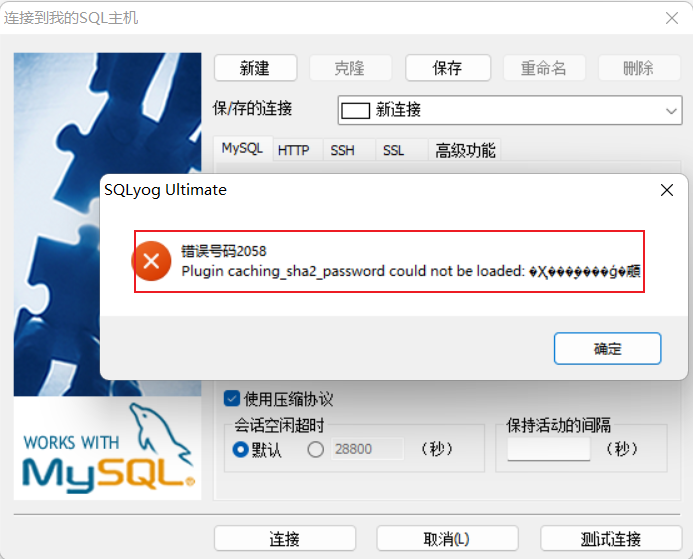 连接到我的SQL主机
新建
克隆
保存
重命名
删除
保/存的连接
新连接
MySQL
HTTP
SSH
SSL
高级功能
SQLyog Ultimate
错误号码2058
Plugin caching_sha2_password could not be loaded:
确定
使用压缩协议
会话空闲超时
默认
28800
(秒)
保持活动的间隔
(秒)
WORKS WITH
MySQL®
连接
取消(L)
测试连接